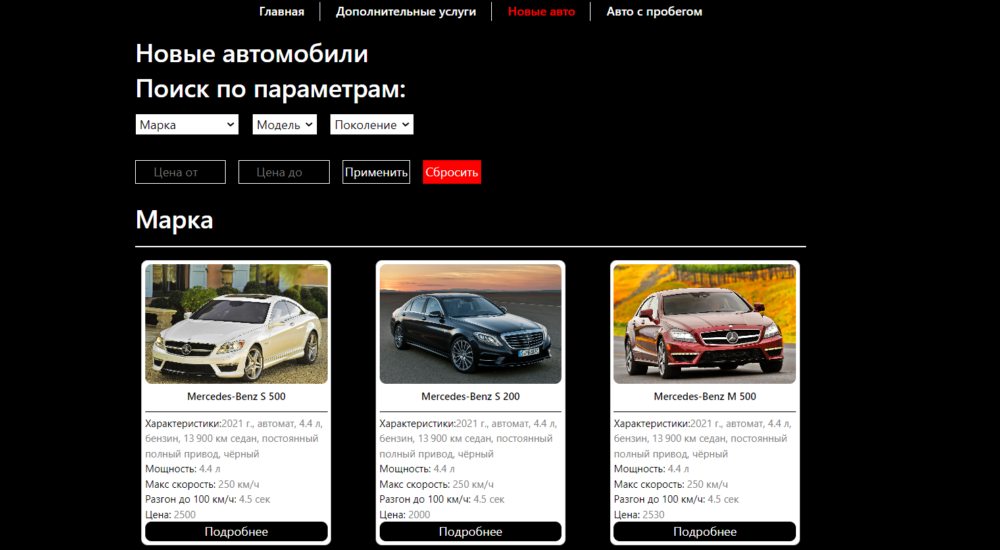 Главная
Дополнительные услуги
Новые авто
Авто с пробегом
Новые автомобили
Поиск по параметрам:
Марка
Модель
Поколение
Цена от
Цена до
Применить
Сбросить
Марка
Mercedes-Benz S 500
Характеристики:2021 г., автомат, 4.4 л,
бензин, 13 900 км седан, постоянный
полный привод, чёрный
Мощность: 4.4 л
Макс скорость: 250 км/ч
Разгон до 100 км/ч: 4.5 сек
Цена: 2500
Подробнее
Mercedes-Benz S 200
Характеристики:2021 г., автомат, 4.4 л,
бензин, 13 900 км седан, постоянный
полный привод, чёрный
Мощность: 4.4 л
Макс скорость: 250 км/ч
Разгон до 100 км/ч: 4.5 сек
Цена: 2000
Подробнее
Mercedes-Benz M 500
Характеристики:2021 г., автомат, 4.4 л,
бензин, 13 900 км седан, постоянный
полный привод, чёрный
Мощность: 4.4 л
Макс скорость: 250 км/ч
Разгон до 100 км/ч: 4.5 сек
Цена: 2530
Подробнее